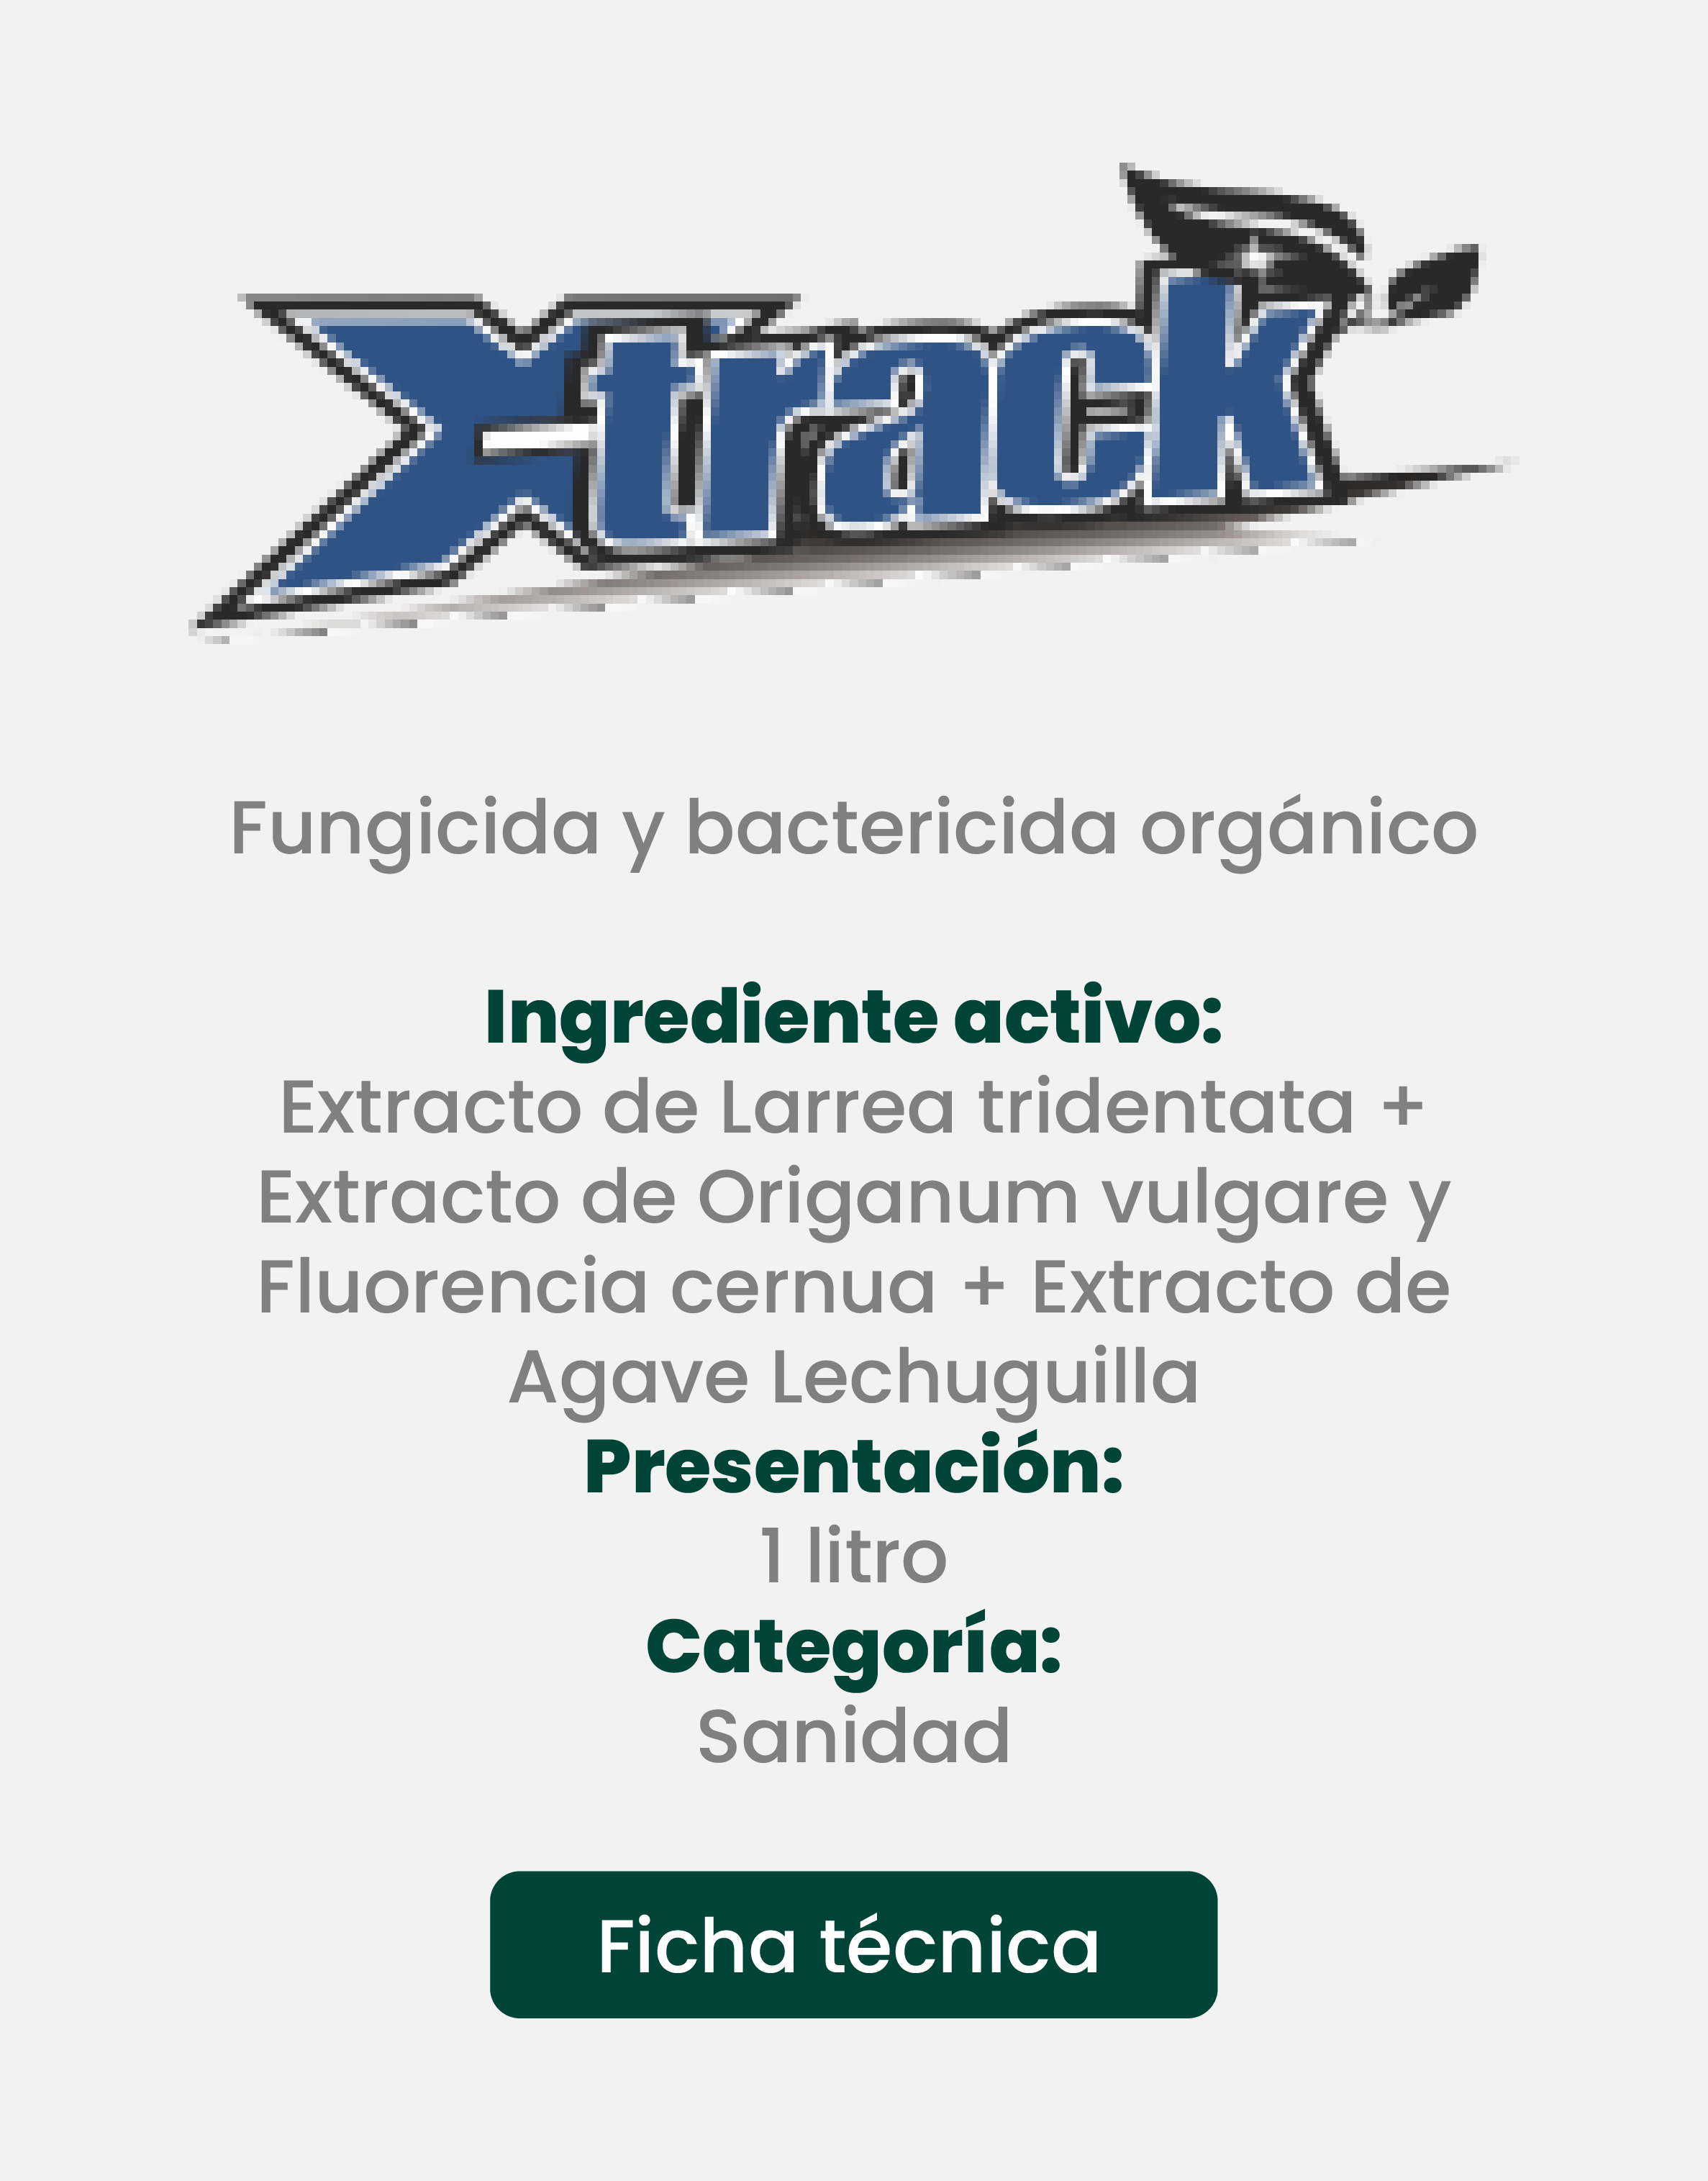 Xtrack
Fungicida y bactericida orgánico
Ingrediente activo:
Extracto de Larrea tridentata +
Extracto de Origanum vulgare y
Fluorencia cernua + Extracto de
Agave Lechuguilla
Presentación:
1 litro
Categoría:
Sanidad
Ficha técnica